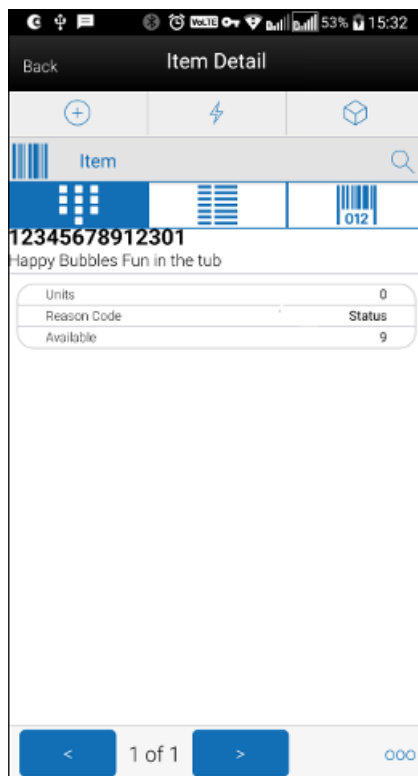 VoLTE 53% 15:32
Back Item Detail
Item
012
12345678912301
Happy Bubbles Fun in the tub
Units 0
Reason Code Status
Available 9
< 1 of 1 >